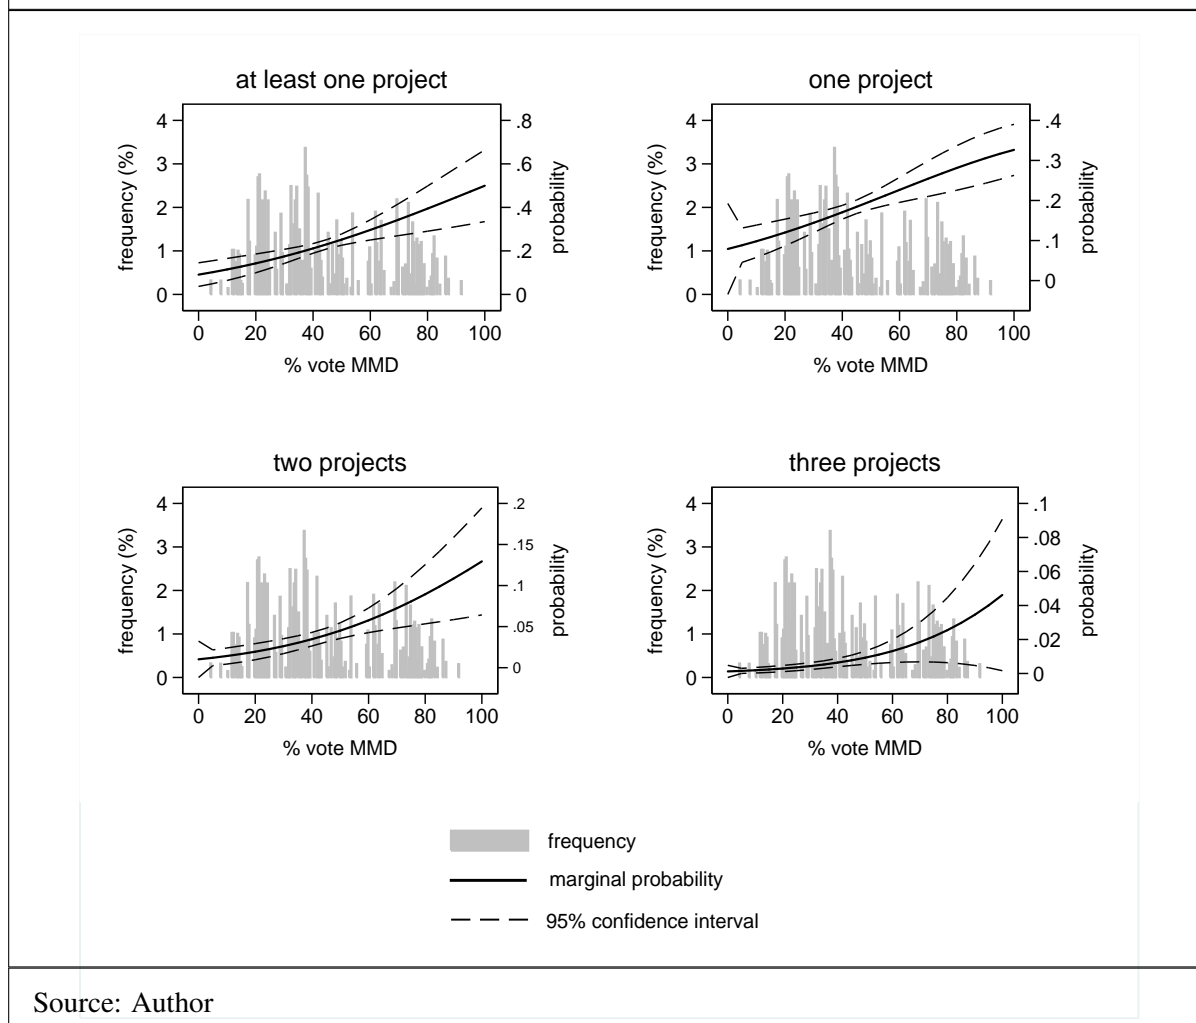 at least one project
frequency (%)
4
3
2
1
0
.8
.6
.4
.2
0
probability
0 20 40 60 80 100
% vote MMD
one project
frequency (%)
4
3
2
1
0
.4
.3
.2
.1
0
probability
0 20 40 60 80 100
% vote MMD
two projects
frequency (%)
4
3
2
1
0
.2
.15
.1
.05
0
probability
0 20 40 60 80 100
% vote MMD
three projects
frequency (%)
4
3
2
1
0
.1
.08
.06
.04
.02
0
probability
0 20 40 60 80 100
% vote MMD
frequency
marginal probability
95% confidence interval
Source: Author